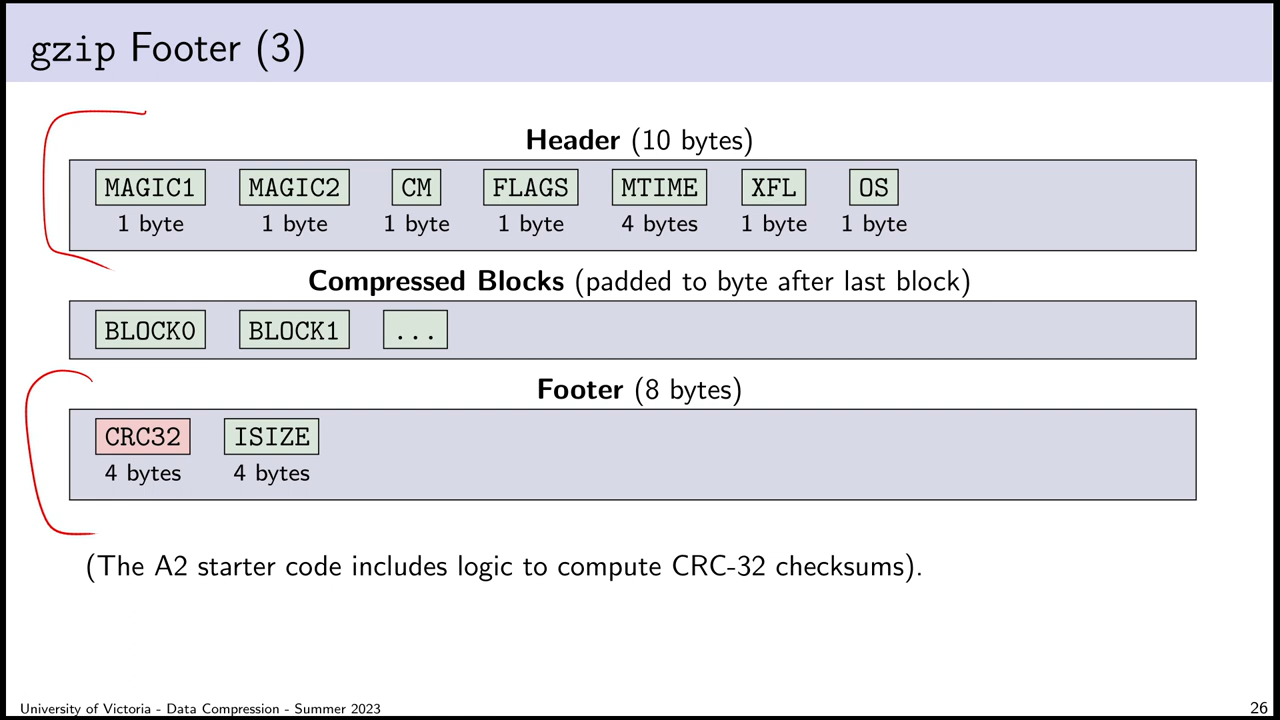 gzip Footer (3)
Header (10 bytes)
MAGIC1 MAGIC2 CM FLAGS MTIME XFL OS
1 byte 1 byte 1 byte 1 byte 4 bytes 1 byte 1 byte
Compressed Blocks (padded to byte after last block)
BLOCK0 BLOCK1 ...
Footer (8 bytes)
CRC32 ISIZE
4 bytes 4 bytes
(The A2 starter code includes logic to compute CRC-32 checksums).
University of Victoria - Data Compression - Summer 2023 26